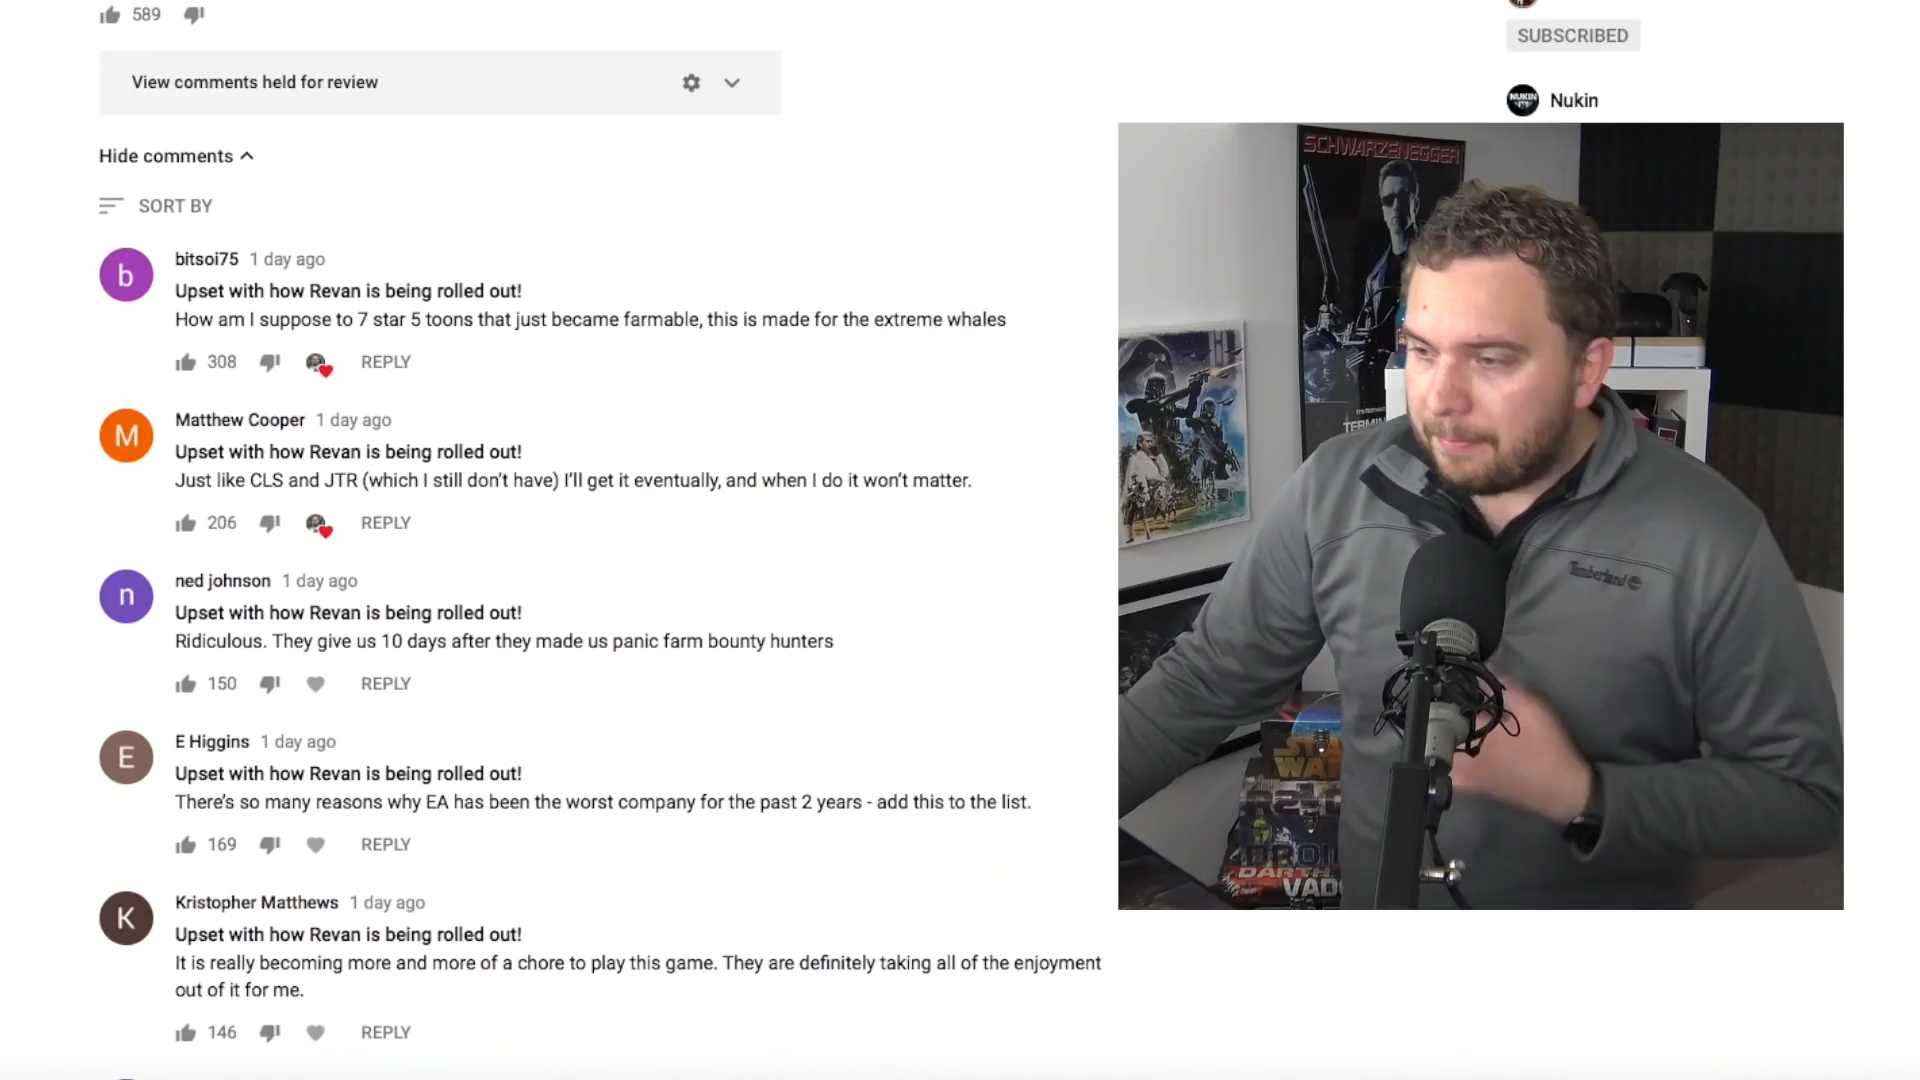 589
SUBSCRIBED
View comments held for review
NUKIN
Nukin
Hide comments
SORT BY
bitsoi75 1 day ago
Upset with how Revan is being rolled out!
How am I suppose to 7 star 5 toons that just became farmable, this is made for the extreme whales
308 REPLY
Matthew Cooper 1 day ago
Upset with how Revan is being rolled out!
Just like CLS and JTR (which I still don't have) I'll get it eventually, and when I do it won't matter.
206 REPLY
ned johnson 1 day ago
Upset with how Revan is being rolled out!
Ridiculous. They give us 10 days after they made us panic farm bounty hunters
150 REPLY
E Higgins 1 day ago
Upset with how Revan is being rolled out!
There's so many reasons why EA has been the worst company for the past 2 years - add this to the list.
169 REPLY
Kristopher Matthews 1 day ago
Upset with how Revan is being rolled out!
It is really becoming more and more of a chore to play this game. They are definitely taking all of the enjoyment
out of it for me.
146 REPLY
b
M
n
E
K
SCHWARZENEGGER
Timberland
DARTH